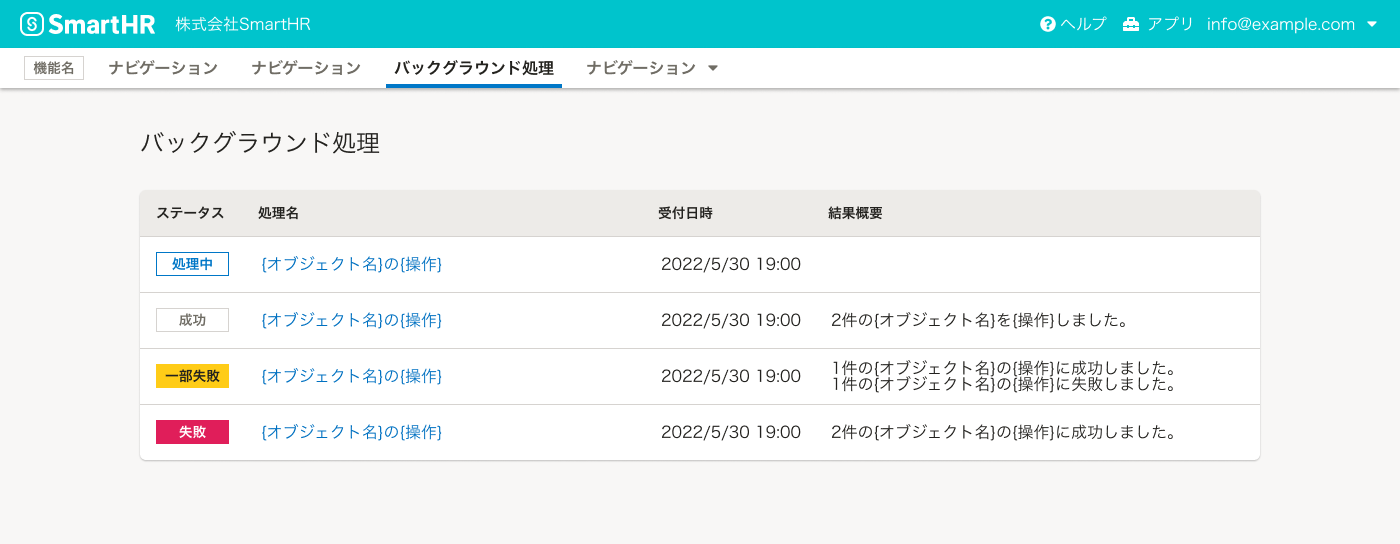 SmartHR 株式会社SmartHR ヘルプ アプリ info@example.com
機能名 ナビゲーション ナビゲーション バックグラウンド処理 ナビゲーション
バックグラウンド処理
ステータス 処理名 受付日時 結果概要
処理中 {オブジェクト名}の{操作} 2022/5/30 19:00
成功 {オブジェクト名}の{操作} 2022/5/30 19:00 2件の{オブジェクト名}を{操作}しました。
一部失敗 {オブジェクト名}の{操作} 2022/5/30 19:00 1件の{オブジェクト名}の{操作}に成功しました。
1件の{オブジェクト名}の{操作}に失敗しました。
失敗 {オブジェクト名}の{操作} 2022/5/30 19:00 2件の{オブジェクト名}の{操作}に成功しました。